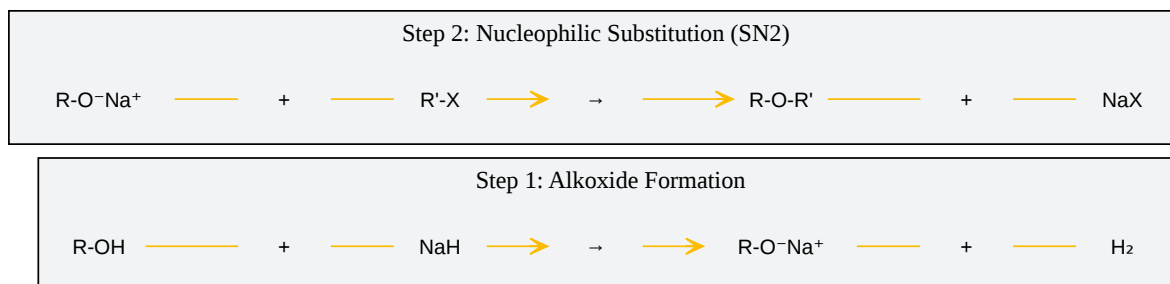 Step 2: Nucleophilic Substitution (SN2)
R-O⁻Na⁺ + R'-X → R-O-R' + NaX
Step 1: Alkoxide Formation
R-OH + NaH → R-O⁻Na⁺ + H₂